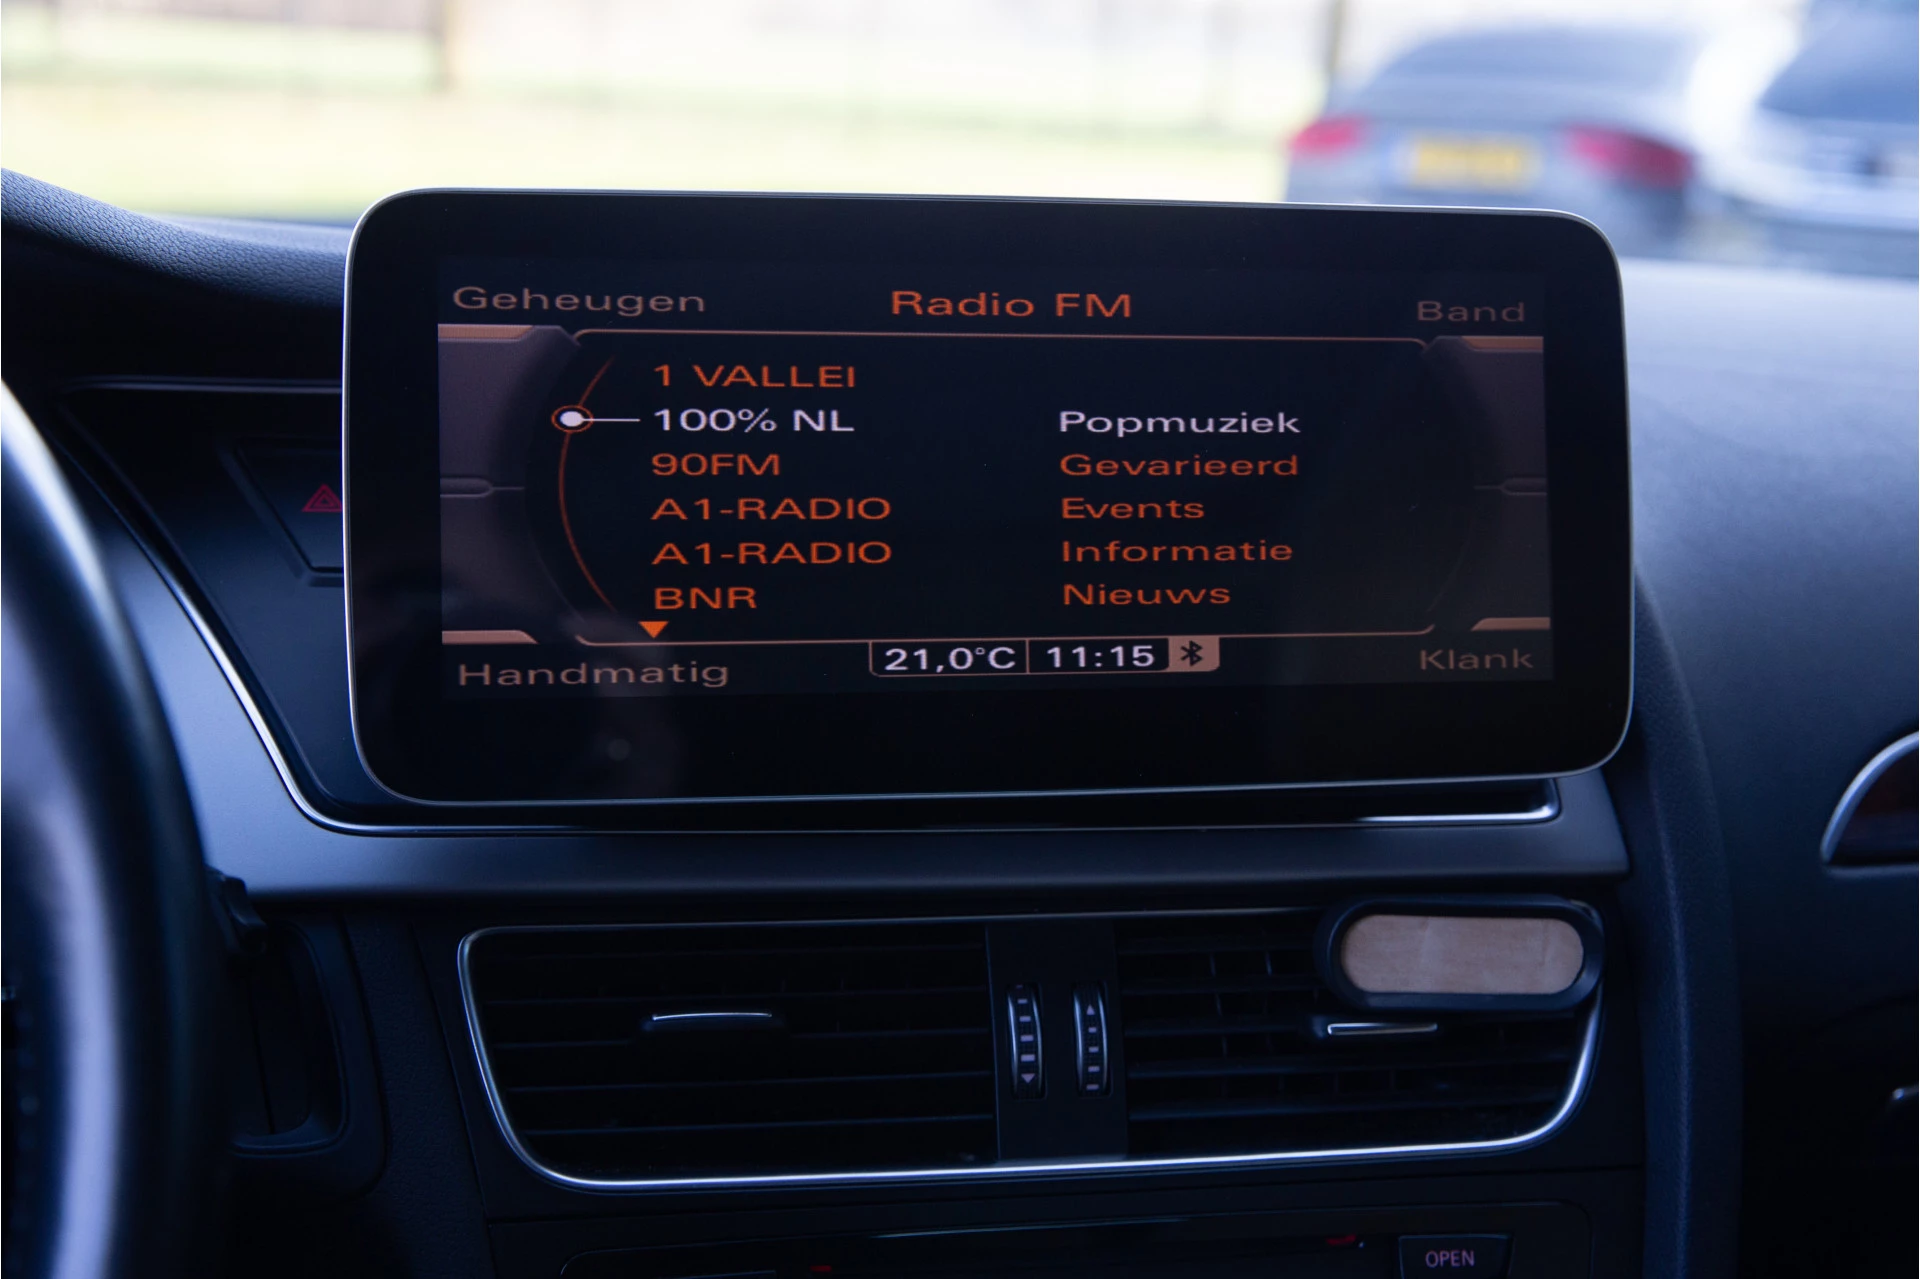 Geheugen Radio FM Band
1 VALLEI
100% NL Popmuziek
90FM Gevarieerd
A1-RADIO Events
A1-RADIO Informatie
BNR Nieuws
Handmatig 21,0°C 11:15 Klank
OPEN